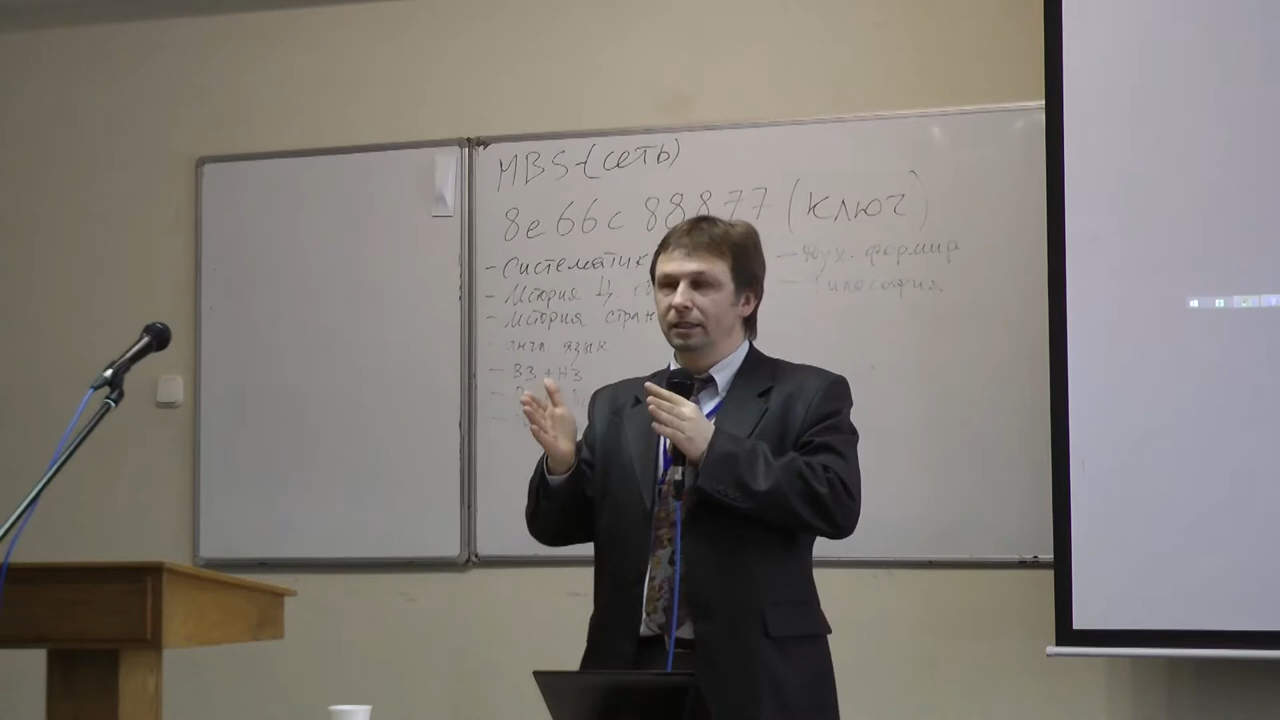 MBS-(сеть)
8e66c88877 (ключ)
- Систематик
- История Ц.
- История стран
англ. язык
- ВЗ + НЗ
- Дух. формир
- Философия